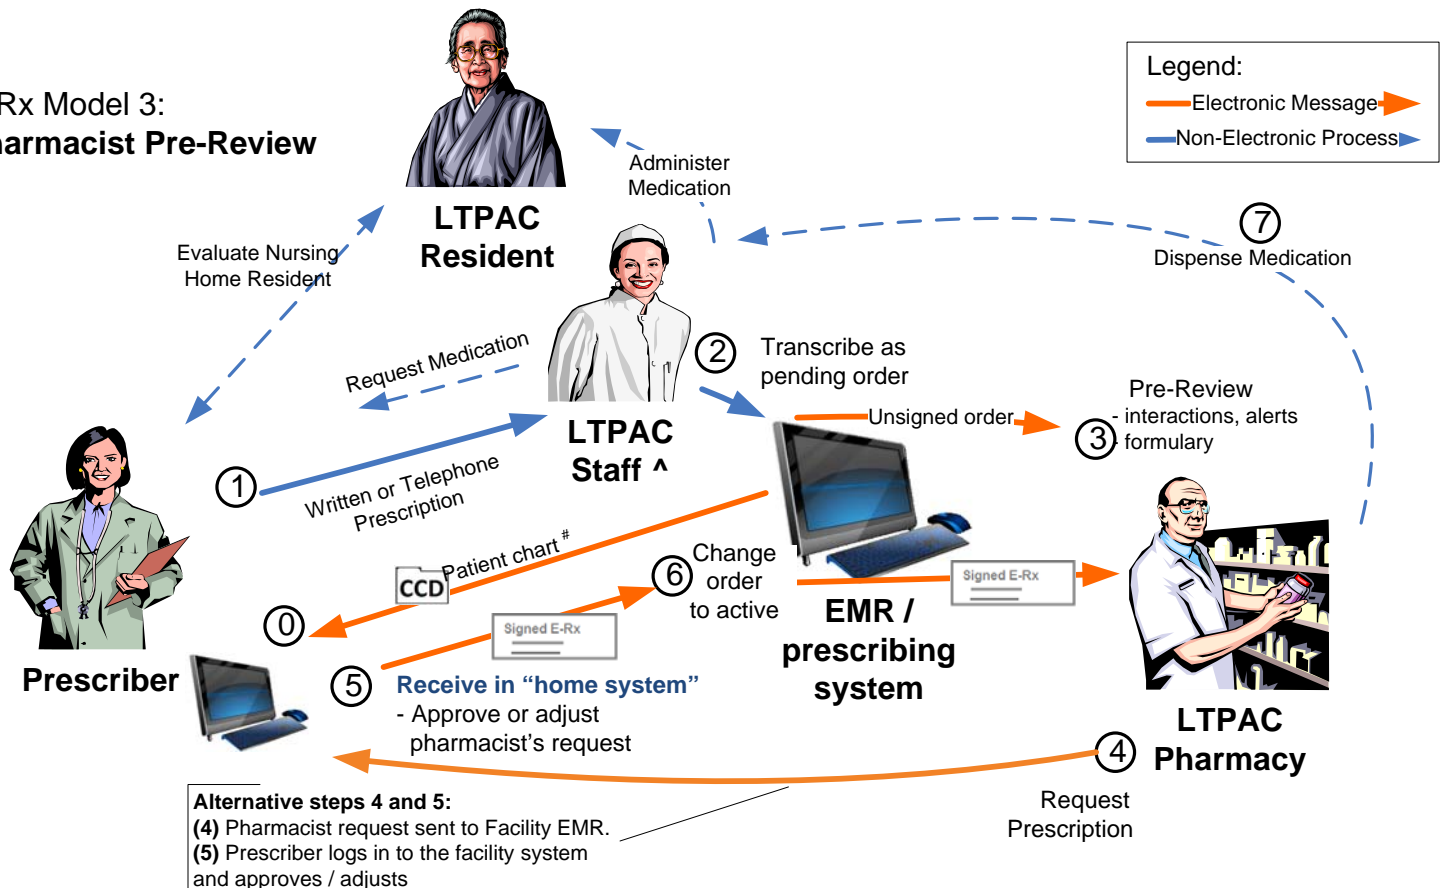 Rx Model 3:
armacist Pre-Review
Legend:
Electronic Message
Non-Electronic Process
LTPAC
Resident
Administer
Medication
7
Dispense Medication
Evaluate Nursing
Home Resident
Request Medication
2
Transcribe as
pending order
Unsigned order
Pre-Review
- interactions, alerts
3
- formulary
LTPAC
Staff ^
1
Written or Telephone
Prescription
Patient chart #
CCD
0
6
Change
order
to active
Signed E-Rx
Signed E-Rx
EMR /
prescribing
system
Prescriber
5
Receive in “home system”
- Approve or adjust
pharmacist’s request
LTPAC
Pharmacy
4
Request
Prescription
Alternative steps 4 and 5:
(4) Pharmacist request sent to Facility EMR.
(5) Prescriber logs in to the facility system
and approves / adjusts